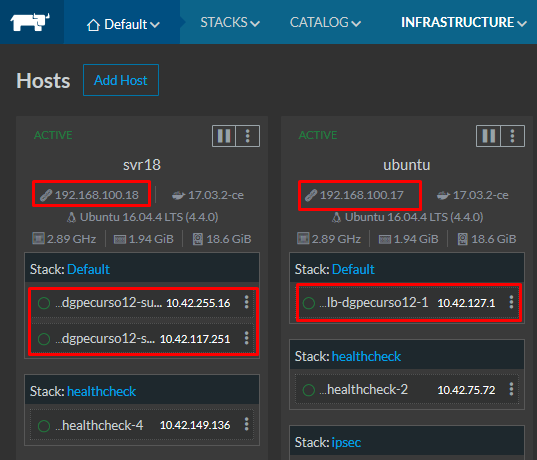 Default STACKS CATALOG INFRASTRUCTURE
Hosts Add Host
ACTIVE
svr18
192.168.100.18 17.03.2-ce
Ubuntu 16.04.4 LTS (4.4.0)
2.89 GHz 1.94 GiB 18.6 GiB
Stack: Default
...dgpecurso12-su... 10.42.255.16
...dgpecurso12-s... 10.42.117.251
Stack: healthcheck
...healthcheck-4 10.42.149.136
ACTIVE
ubuntu
192.168.100.17 17.03.2-ce
Ubuntu 16.04.4 LTS (4.4.0)
2.89 GHz 1.94 GiB 18.6 GiB
Stack: Default
...lb-dgpecurso12-1 10.42.127.1
Stack: healthcheck
...healthcheck-2 10.42.75.72
Stack: ipsec